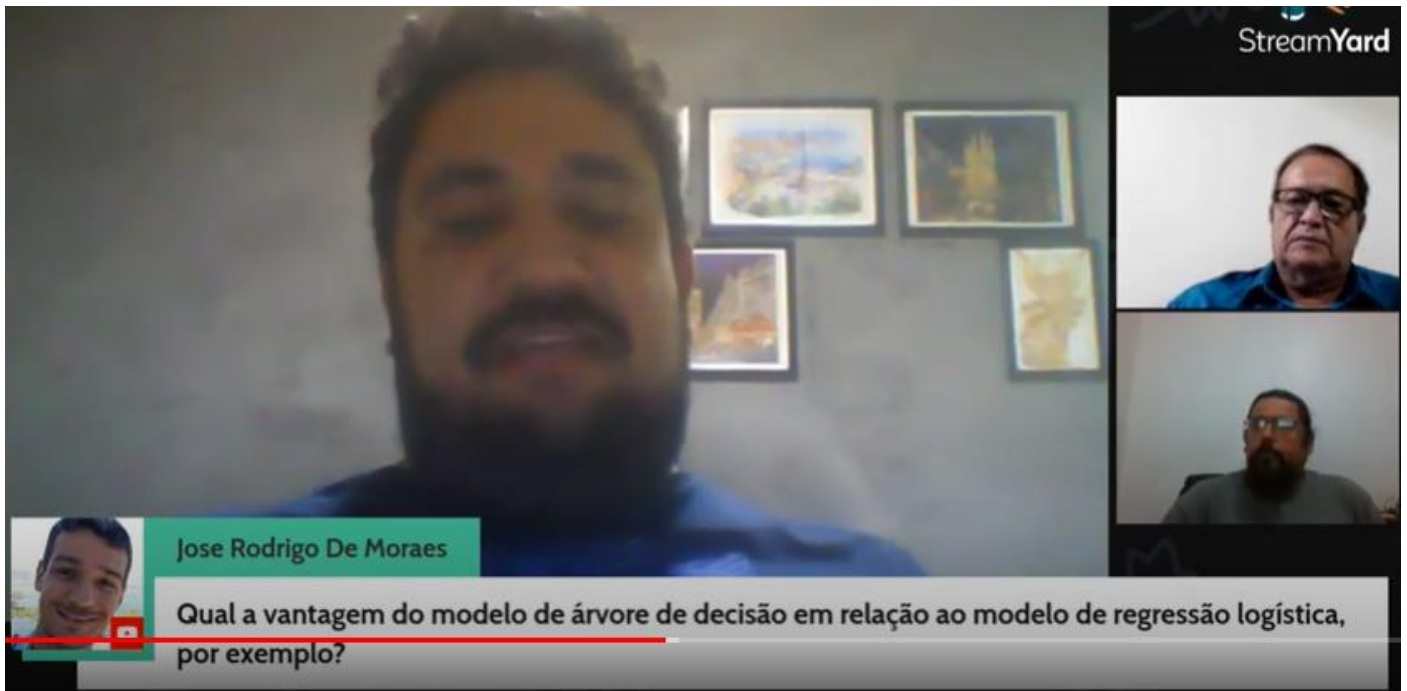 StreamYard
Jose Rodrigo De Moraes
Qual a vantagem do modelo de árvore de decisão em relação ao modelo de regressão logística,
por exemplo?